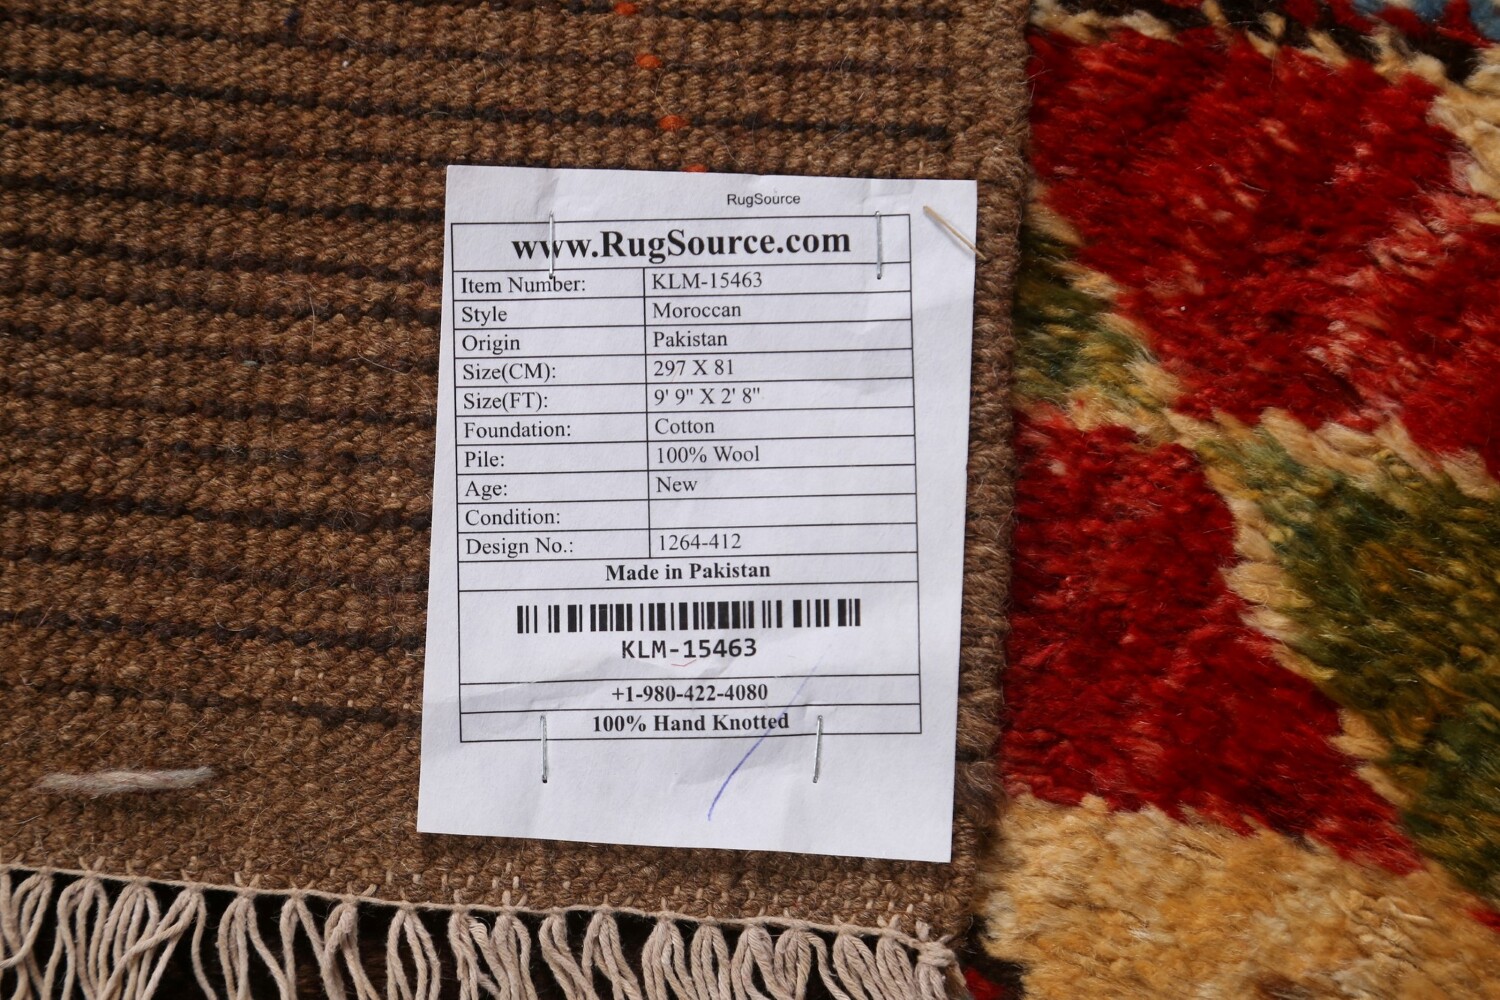 RugSource
www.RugSource.com
Item Number: KLM-15463
Style Moroccan
Origin Pakistan
Size(CM): 297 X 81
Size(FT): 9' 9" X 2' 8"
Foundation: Cotton
Pile: 100% Wool
Age: New
Condition:
Design No.: 1264-412
Made in Pakistan
KLM-15463
+1-980-422-4080
100% Hand Knotted